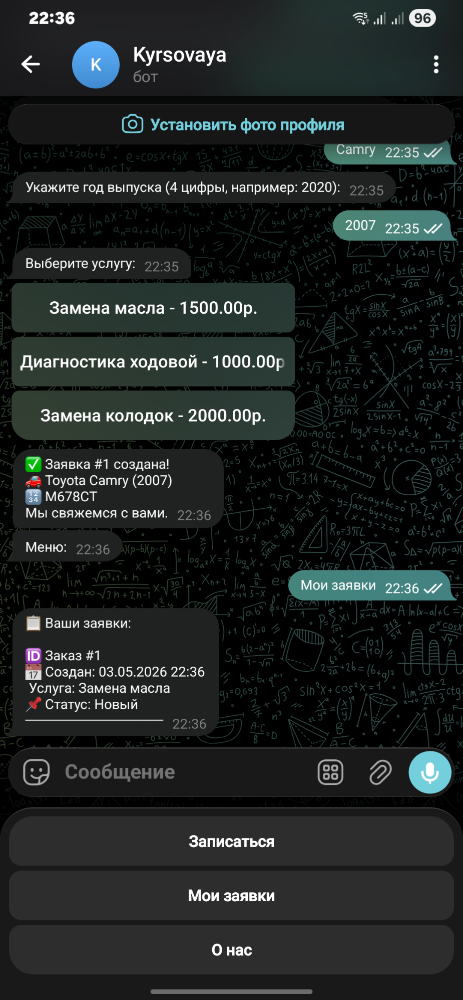 22:36
96
K
Kyrsovaya
бот
Установить фото профиля
Camry 22:35
Укажите год выпуска (4 цифры, например: 2020): 22:35
2007 22:35
Выберите услугу: 22:35
Замена масла - 1500.00р.
Диагностика ходовой - 1000.00р
Замена колодок - 2000.00р.
✅ Заявка #1 создана!
🚗 Toyota Camry (2007)
🔢 М678СТ
Мы свяжемся с вами. 22:36
Меню: 22:36
Мои заявки 22:36
📋 Ваши заявки:
🆔 Заказ #1
📅 Создан: 03.05.2026 22:36
Услуга: Замена масла
📌 Статус: Новый
22:36
Сообщение
Записаться
Мои заявки
О нас